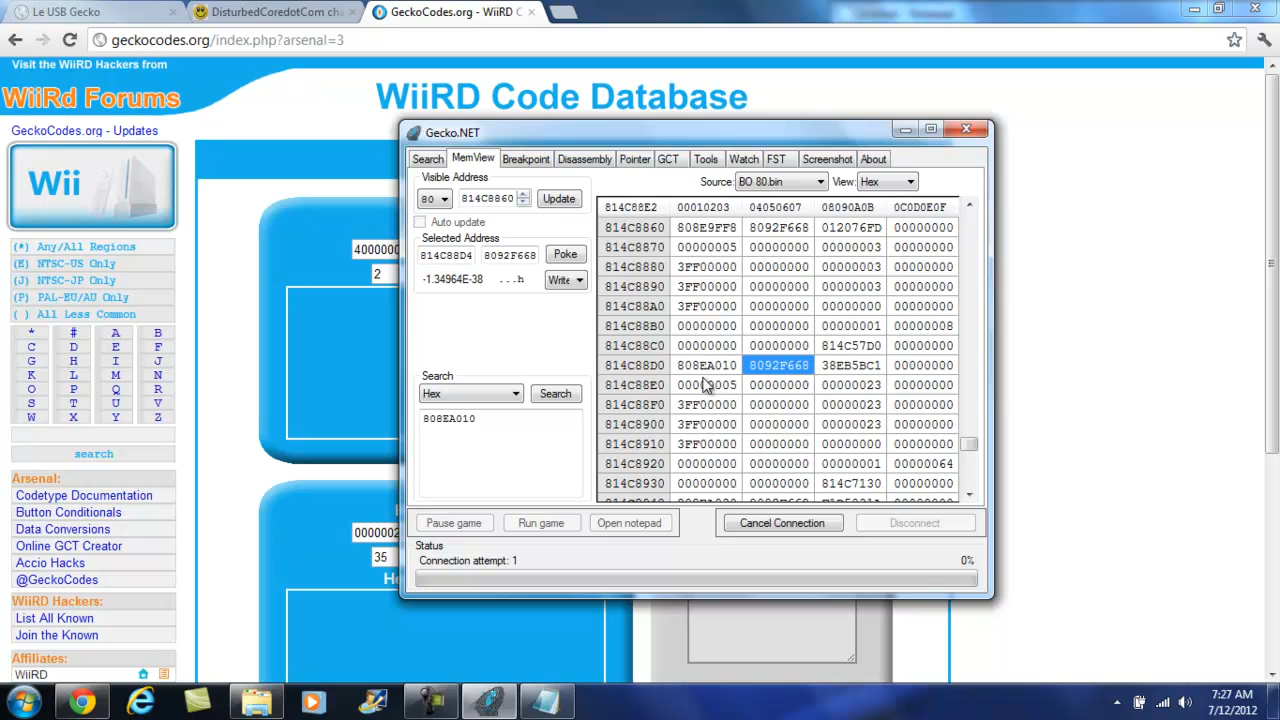 Le USB Gecko
DisturbedCoredotCom ch
GeckoCodes.org - WiiRD C
geckocodes.org/index.php?arsenal=3
Visit the WiiRD Hackers from
WiiRd Forums
WiiRD Code Database
GeckoCodes.org - Updates
Wii
(*) Any/All Regions
(E) NTSC-US Only
(J) NTSC-JP Only
(P) PAL-EU/AU Only
( ) All Less Common
* # A B
C D E F
G H I J
K L M N
O P Q R
S T U V
W X Y Z
search
Arsenal:
Codetype Documentation
Button Conditionals
Data Conversions
Online GCT Creator
Accio Hacks
@GeckoCodes
WiiRD Hackers:
List All Known
Join the Known
Affiliates:
WiiRD
4000000
2
0000002
35
He
Gecko.NET
Search MemView Breakpoint Disassembly Pointer GCT Tools Watch FST Screenshot About
Visible Address
80 814C8860 Update
Auto update
Selected Address
814C88D4 8092F668 Poke
-1.34964E-38 ...h Write
Search
Hex Search
808EA010
Source: BO 80.bin View: Hex
814C88E2 00010203 04050607 08090A0B 0C0D0E0F
814C8860 808E9FF8 8092F668 012076FD 00000000
814C8870 00000005 00000000 00000003 00000000
814C8880 3FF00000 00000000 00000003 00000000
814C8890 3FF00000 00000000 00000003 00000000
814C88A0 3FF00000 00000000 00000000 00000000
814C88B0 00000000 00000000 00000001 00000008
814C88C0 00000000 00000000 814C57D0 00000000
814C88D0 808EA010 8092F668 38EB5BC1 00000000
814C88E0 00000005 00000000 00000023 00000000
814C88F0 3FF00000 00000000 00000023 00000000
814C8900 3FF00000 00000000 00000023 00000000
814C8910 3FF00000 00000000 00000000 00000000
814C8920 00000000 00000000 00000001 00000064
814C8930 00000000 00000000 814C7130 00000000
Pause game Run game Open notepad Cancel Connection Disconnect
Status
Connection attempt: 1 0%
7:27 AM
7/12/2012